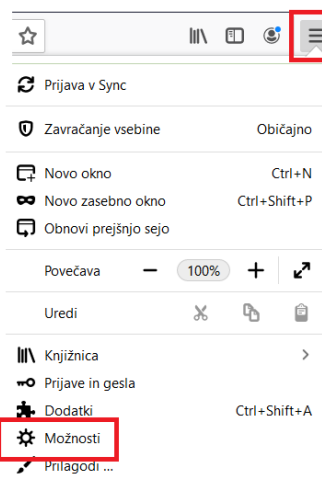 Prijava v Sync
Zavračanje vsebine Običajno
Novo okno Ctrl+N
Novo zasebno okno Ctrl+Shift+P
Obnovi prejšnjo sejo
Povečava − 100% +
Uredi
Knjižnica >
Prijave in gesla
Dodatki Ctrl+Shift+A
Možnosti
Prilagodi ...